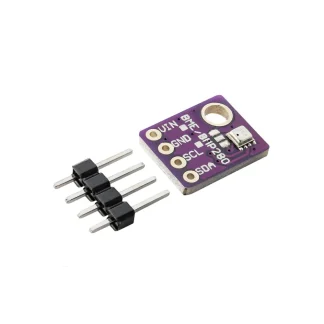 VIN
GND
SCL
SDA
BME/BMP280